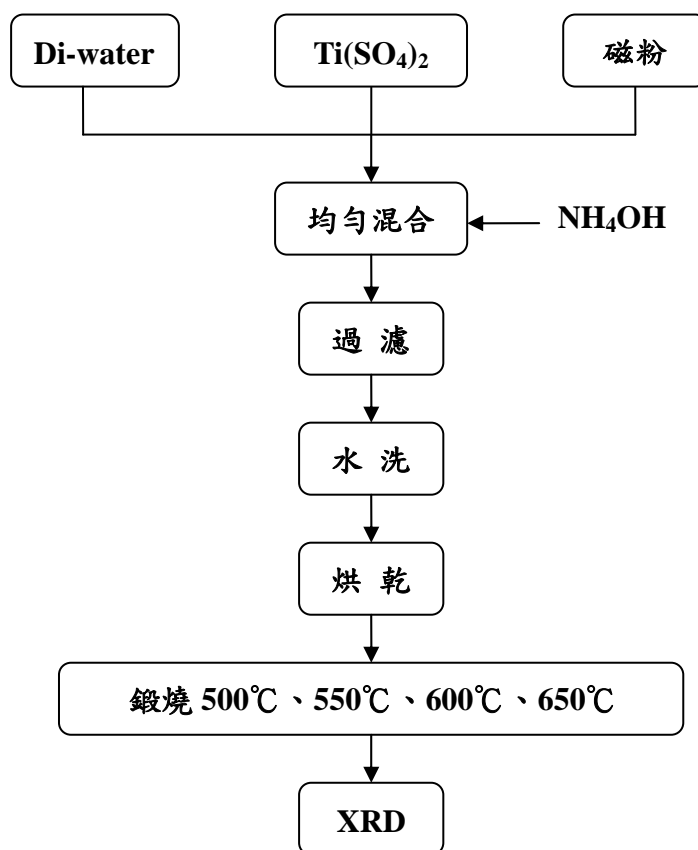 Di-water
Ti(SO₄)₂
磁粉
均勻混合
NH₄OH
過 濾
水 洗
烘 乾
鍛燒 500℃、550℃、600℃、650℃
XRD